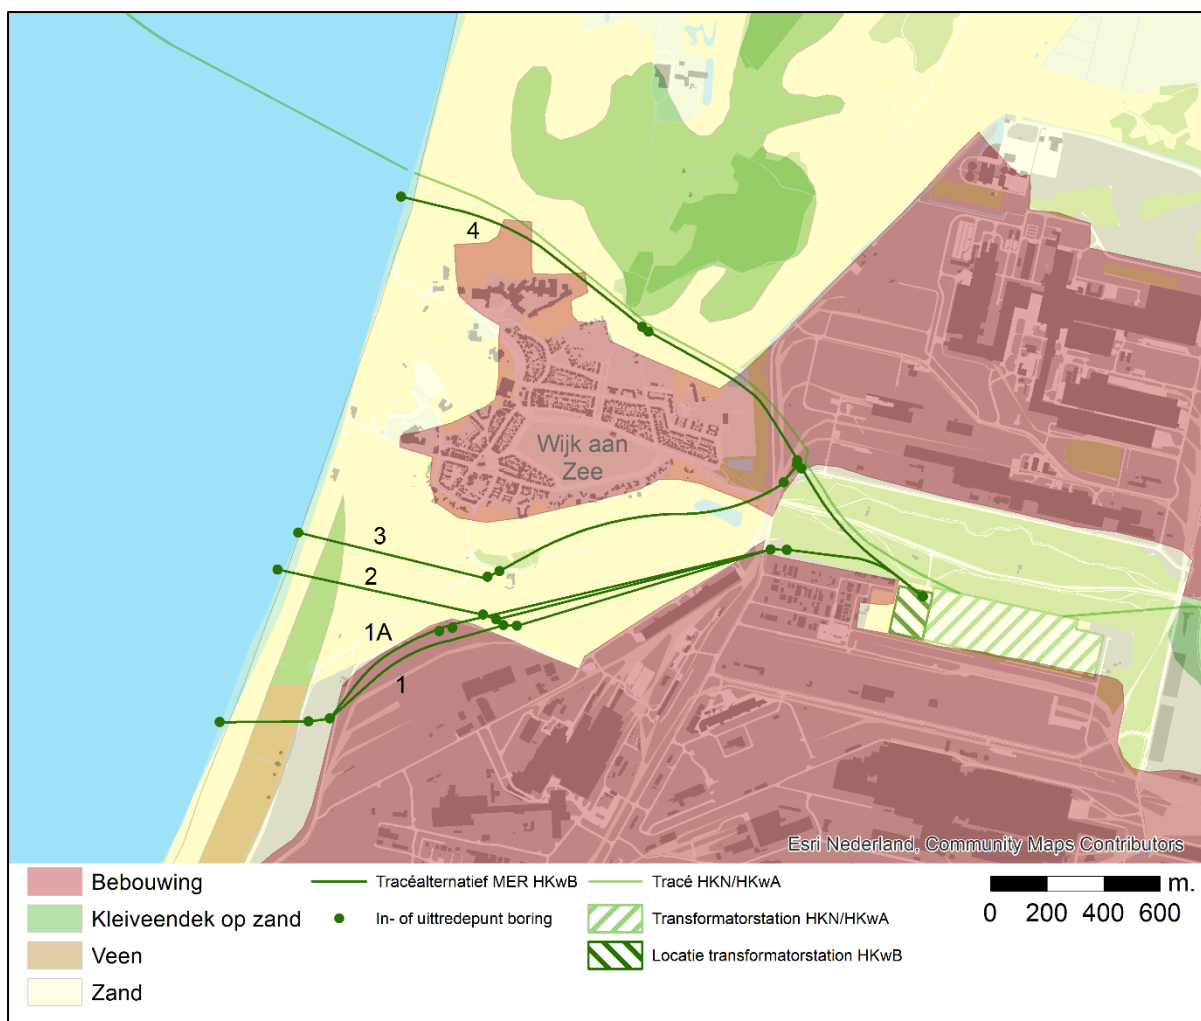 4
Wijk aan
Zee
3
2
1A
1
Esri Nederland, Community Maps Contributors
Bebouwing
Kleiveendek op zand
Veen
Zand
Tracéalternatief MER HKwB
In- of uittredepunt boring
Tracé HKN/HKwA
Transformatorstation HKN/HKwA
Locatie transformatorstation HKwB
m.
0 200 400 600